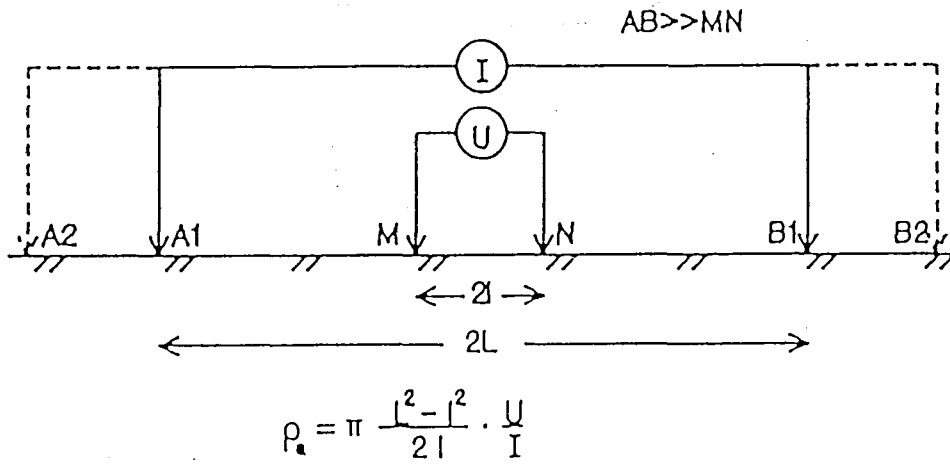 AB>>MN
I
U
A2 A1 M N B1 B2
2l
2L
ρₐ = π (L² - l²)/(2l) · U/I